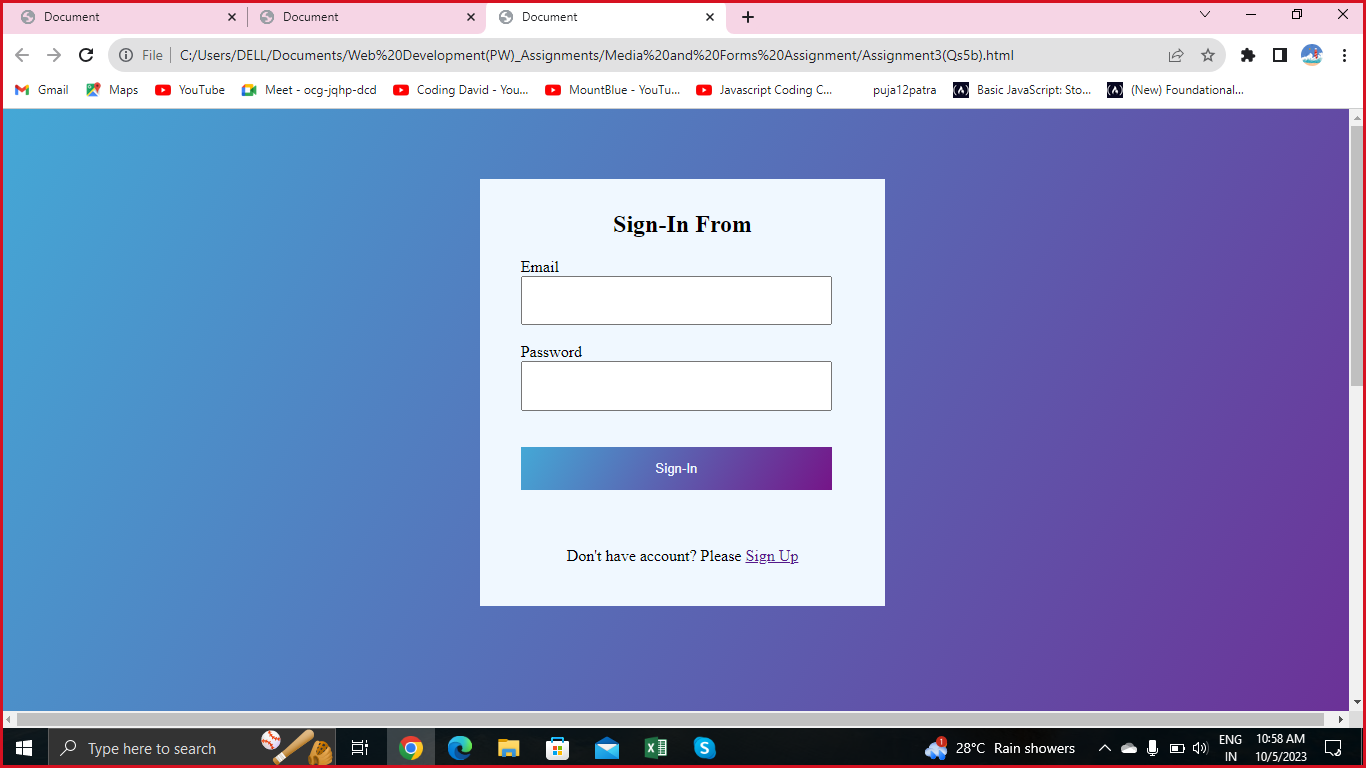 Document Document Document
File C:/Users/DELL/Documents/Web%20Development(PW)_Assignments/Media%20and%20Forms%20Assignment/Assignment3(Qs5b).html
Gmail Maps YouTube Meet - ocg-jqhp-dcd Coding David - You... MountBlue - YouTu... Javascript Coding C... puja12patra Basic JavaScript: Sto... (New) Foundational...
Sign-In From
Email
Password
Sign-In
Don't have account? Please Sign Up
Type here to search
1
28°C Rain showers
ENG
IN
10:58 AM
10/5/2023